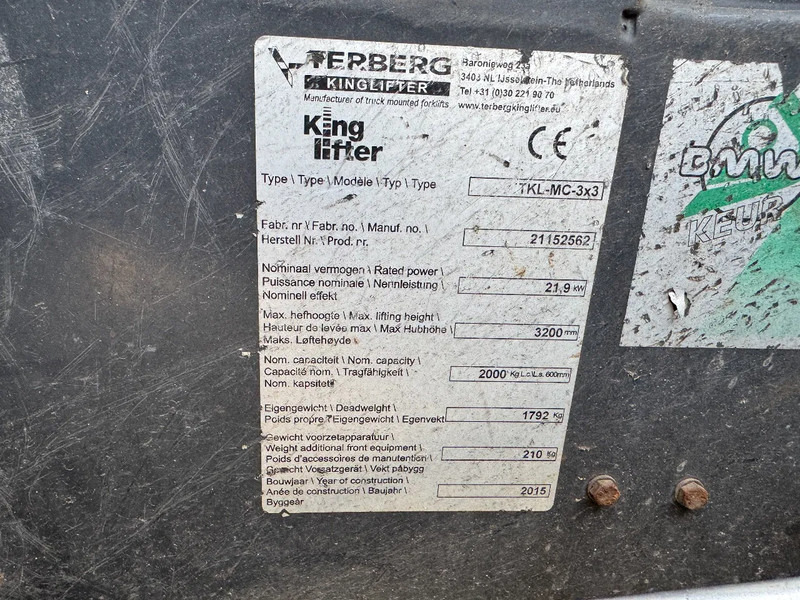 TERBERG
KINGLIFTER
Manufacturer of truck mounted forklifts
Baronieweg 23
3403 NL IJsselstein-The Netherlands
Tel +31 (0)30 221 90 70
www.terbergkinglifter.eu
King
lifter
CE
Type \ Type \ Modèle \ Typ \ Type
TKL-MC-3x3
Fabr. nr \ Fabr. no. \ Manuf. no. \
Herstell Nr. \ Prod. nr.
21152562
Nominaal vermogen \ Rated power \
Puissance nominale \ Nennleistung \
Nominell effekt
21,9 kW
Max. hefhoogte \ Max. lifting height \
Hauteur de levée max \ Max Hubhöhe \
Maks. Løftehøyde
3200 mm
Nom. capaciteit \ Nom. capacity \
Capacité nom. \ Tragfähigkeit \
Nom. kapsitet
2000 Kg L.c\L.s. 600mm
Eigengewicht \ Deadweight \
Poids propre \ Eigengewicht \ Egenvekt
1792 Kg
Gewicht voorzetapparatuur \
Weight additional front equipment \
Poids d'accessoires de manutention \
Gewicht Vorsatzgerät \ Vekt påbygg
210 Kg
Bouwjaar \ Year of construction \
Anée de construction \ Baujahr \
Byggeår
2015
BMW
KEUR